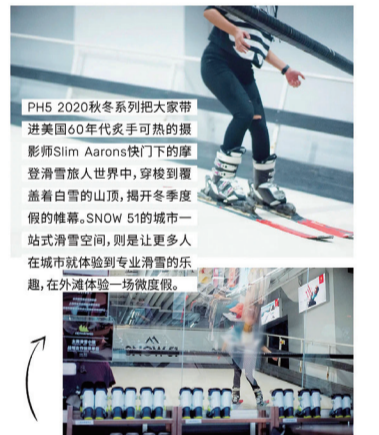 PH5 2020秋冬系列把大家带
进美国60年代炙手可热的摄
影师Slim Aarons快门下的摩
登滑雪旅人世界中，穿梭到覆
盖着白雪的山顶，揭开冬季度
假的帷幕。SNOW 51的城市一
站式滑雪空间，则是让更多人
在城市就体验到专业滑雪的乐
趣，在外滩体验一场微度假。